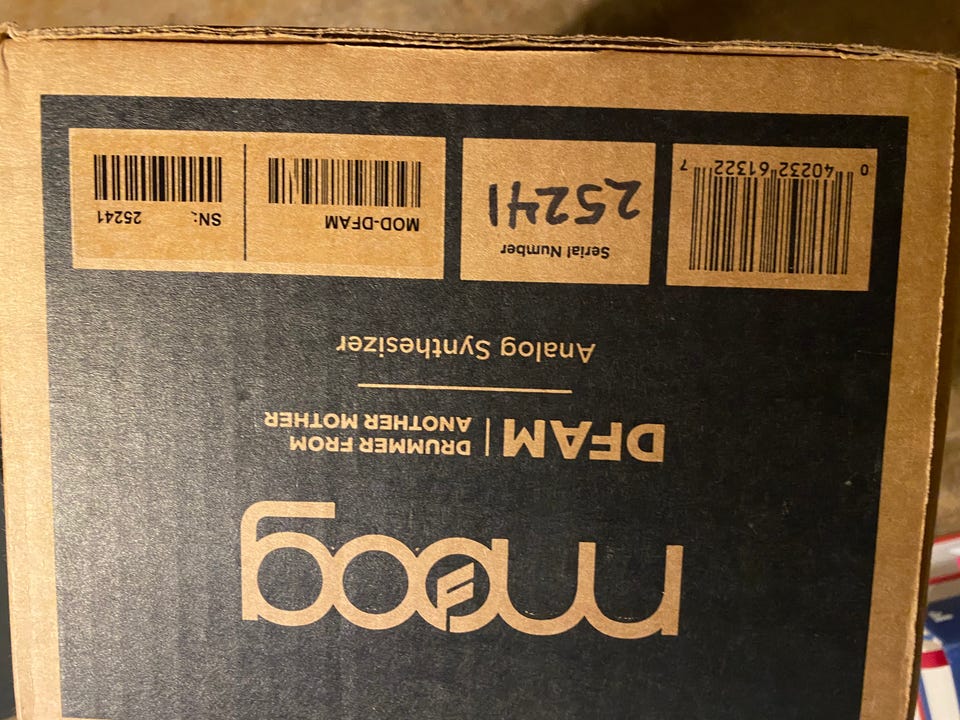 moog
DFAM | DRUMMER FROM
ANOTHER MOTHER
Analog Synthesizer
0 40232 61322 7
Serial Number
25241
MOD-DFAM
SN: 25241